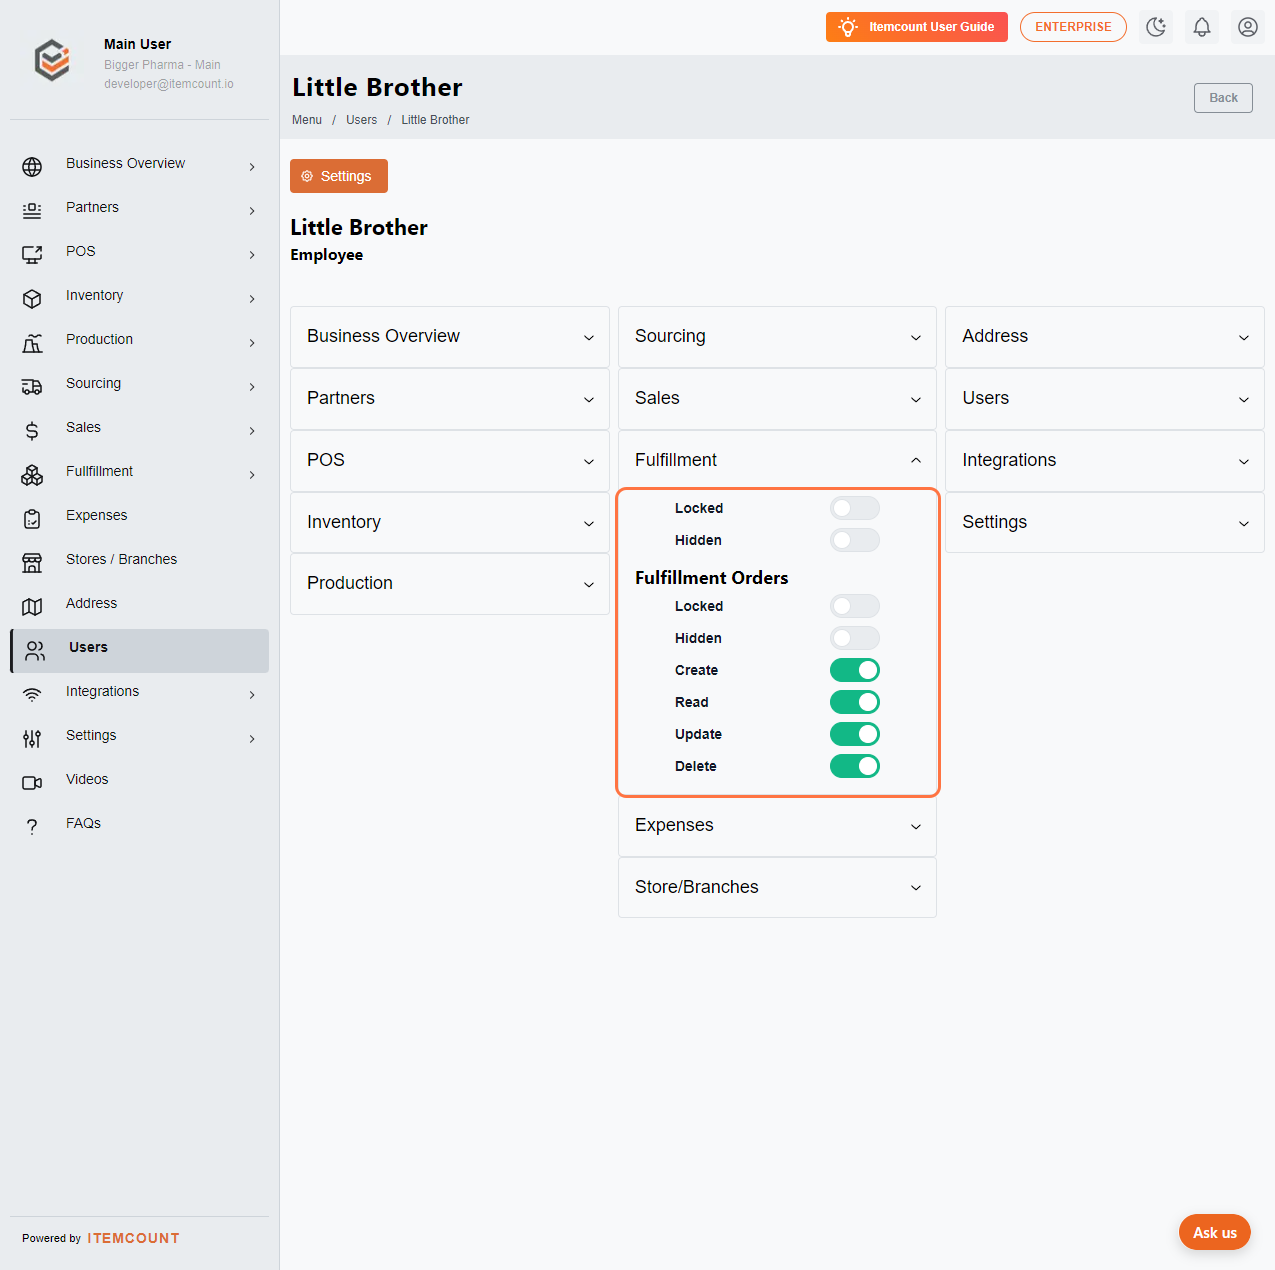 Main User
Bigger Pharma - Main
developer@itemcount.io
Business Overview
Partners
POS
Inventory
Production
Sourcing
Sales
Fullfillment
Expenses
Stores / Branches
Address
Users
Integrations
Settings
Videos
FAQs
Powered by ITEMCOUNT
Itemcount User Guide
ENTERPRISE
Little Brother
Menu / Users / Little Brother
Back
Settings
Little Brother
Employee
Business Overview
Partners
POS
Inventory
Production
Sourcing
Sales
Fulfillment
Locked
Hidden
Fulfillment Orders
Locked
Hidden
Create
Read
Update
Delete
Expenses
Store/Branches
Address
Users
Integrations
Settings
Ask us